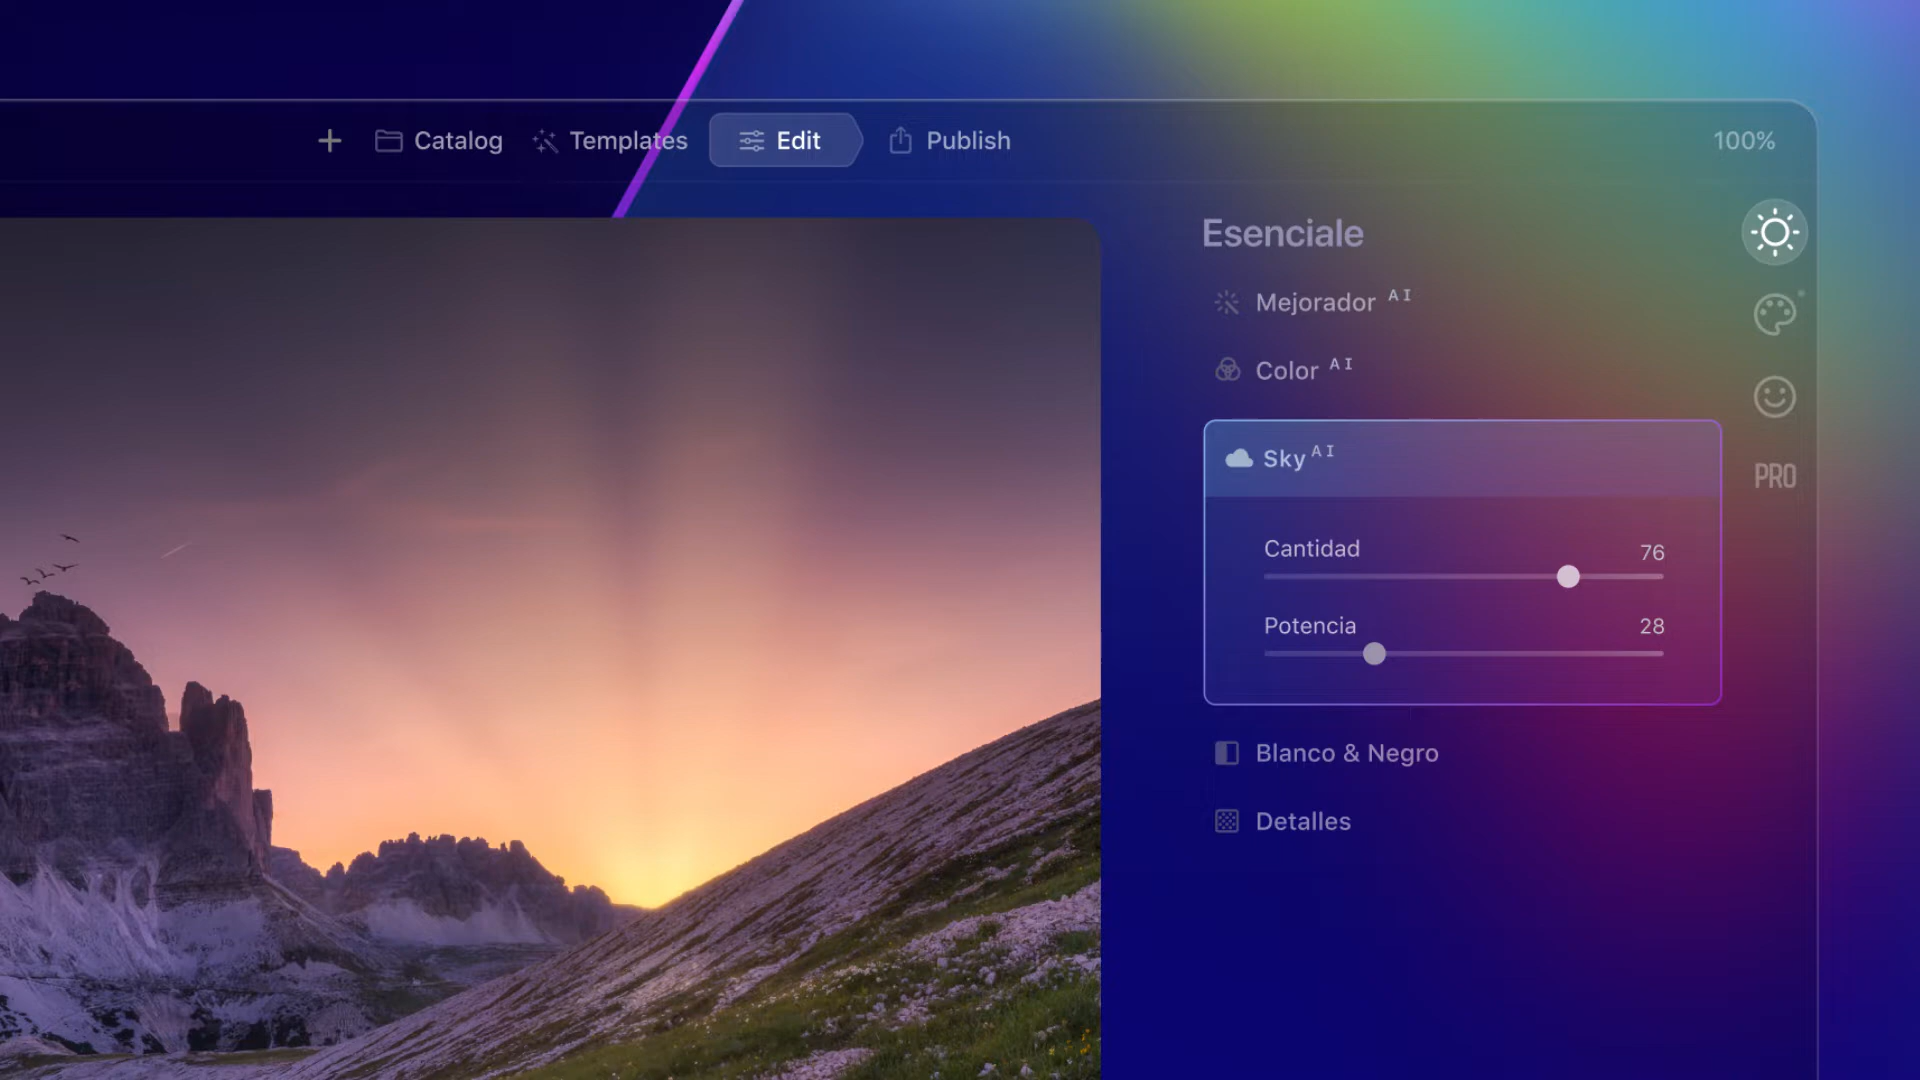 Catalog Templates Edit Publish 100%
Esenciale
Mejorador AI
Color AI
Sky AI
PRO
Cantidad 76
Potencia 28
Blanco & Negro
Detalles